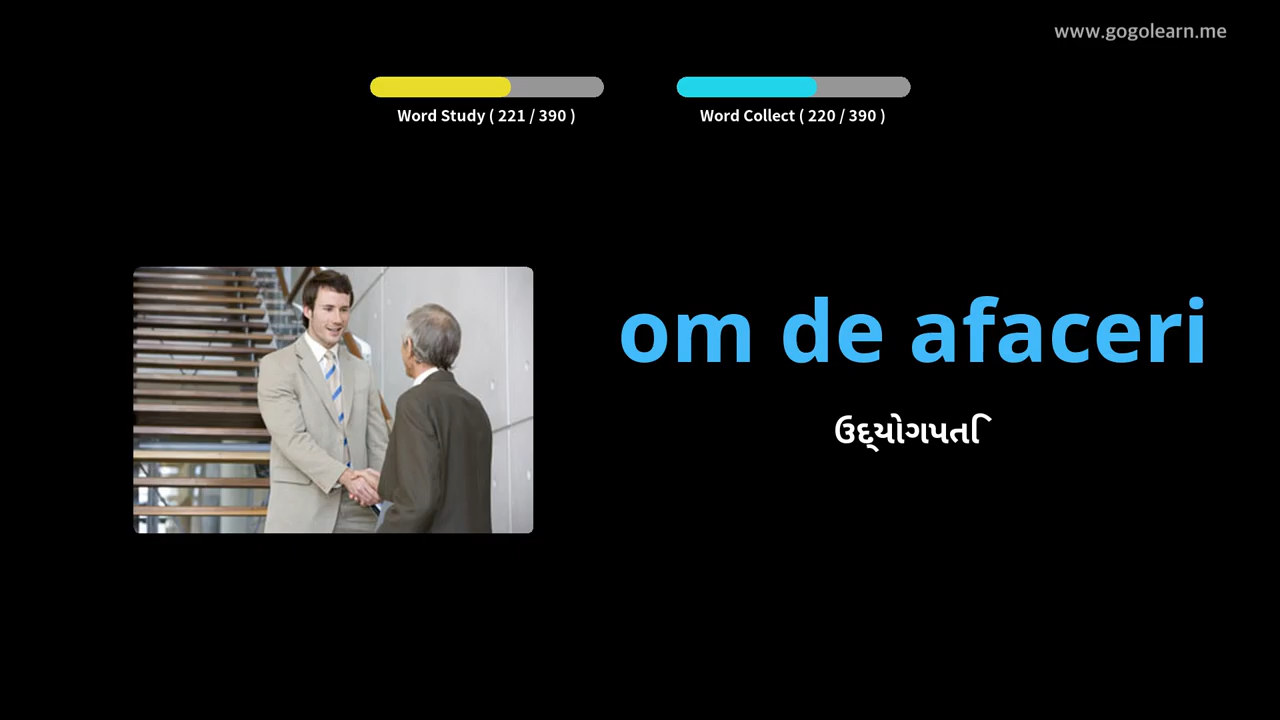 www.gogolearn.me
Word Study ( 221 / 390 )
Word Collect ( 220 / 390 )
om de afaceri
ઉદ્યોગપતિ